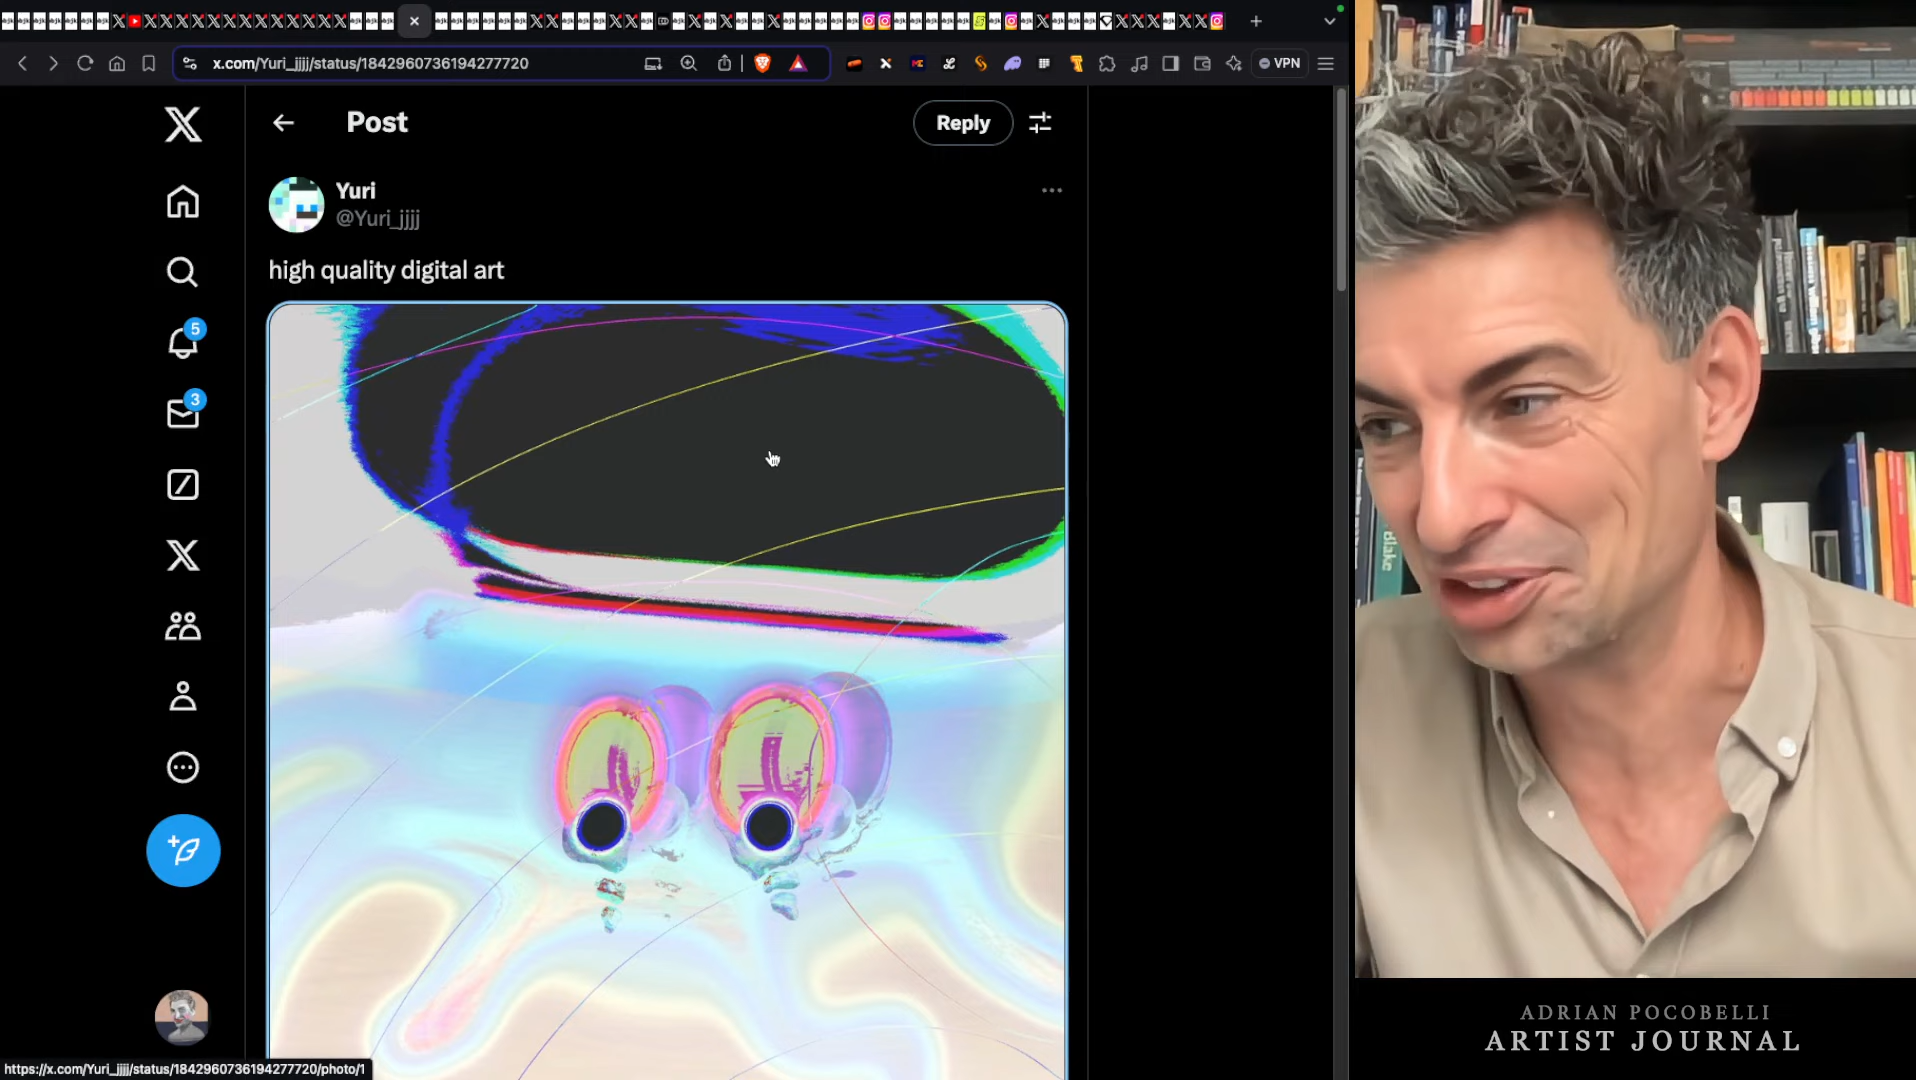 x.com/Yuri_jjjj/status/1842960736194277720
VPN
Post
Reply
Yuri
@Yuri_jjjj
high quality digital art
5
3
Blake
https://x.com/Yuri_jjjj/status/1842960736194277720/photo/1
ADRIAN POCOBELLI
ARTIST JOURNAL